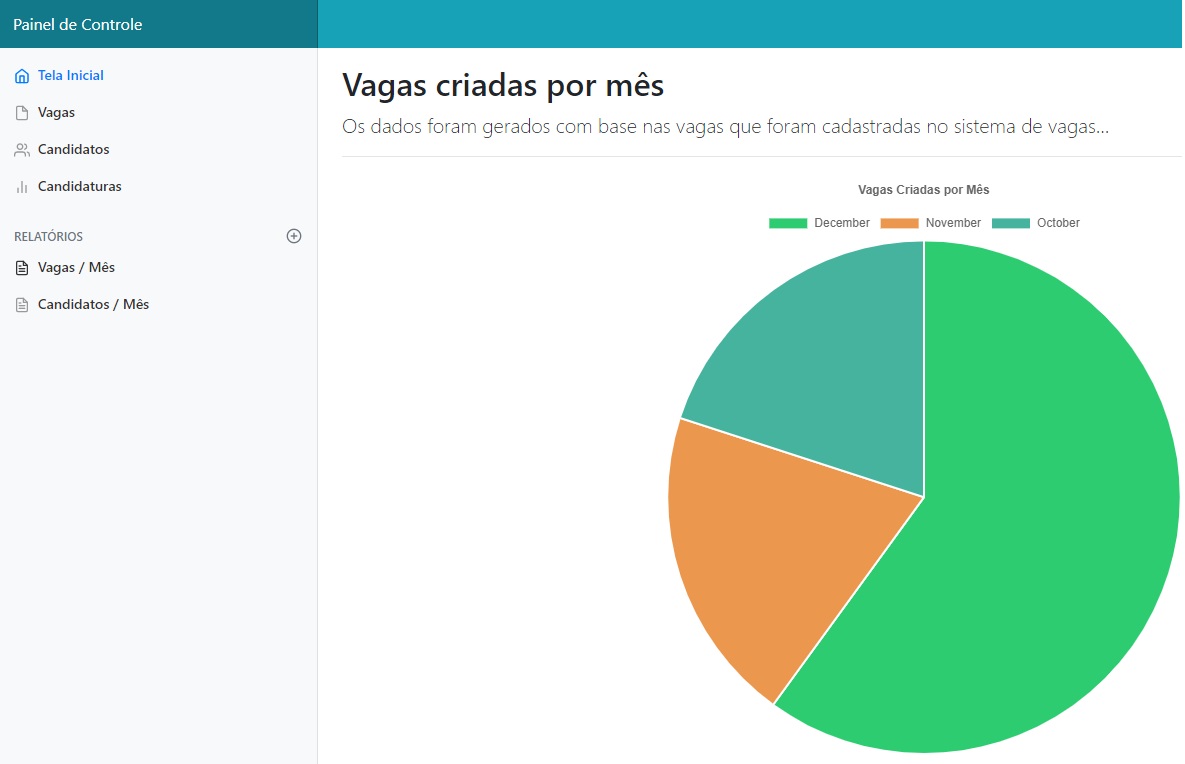 Painel de Controle
Tela Inicial
Vagas
Candidatos
Candidaturas
RELATÓRIOS
Vagas / Mês
Candidatos / Mês
Vagas criadas por mês
Os dados foram gerados com base nas vagas que foram cadastradas no sistema de vagas...
Vagas Criadas por Mês
December November October